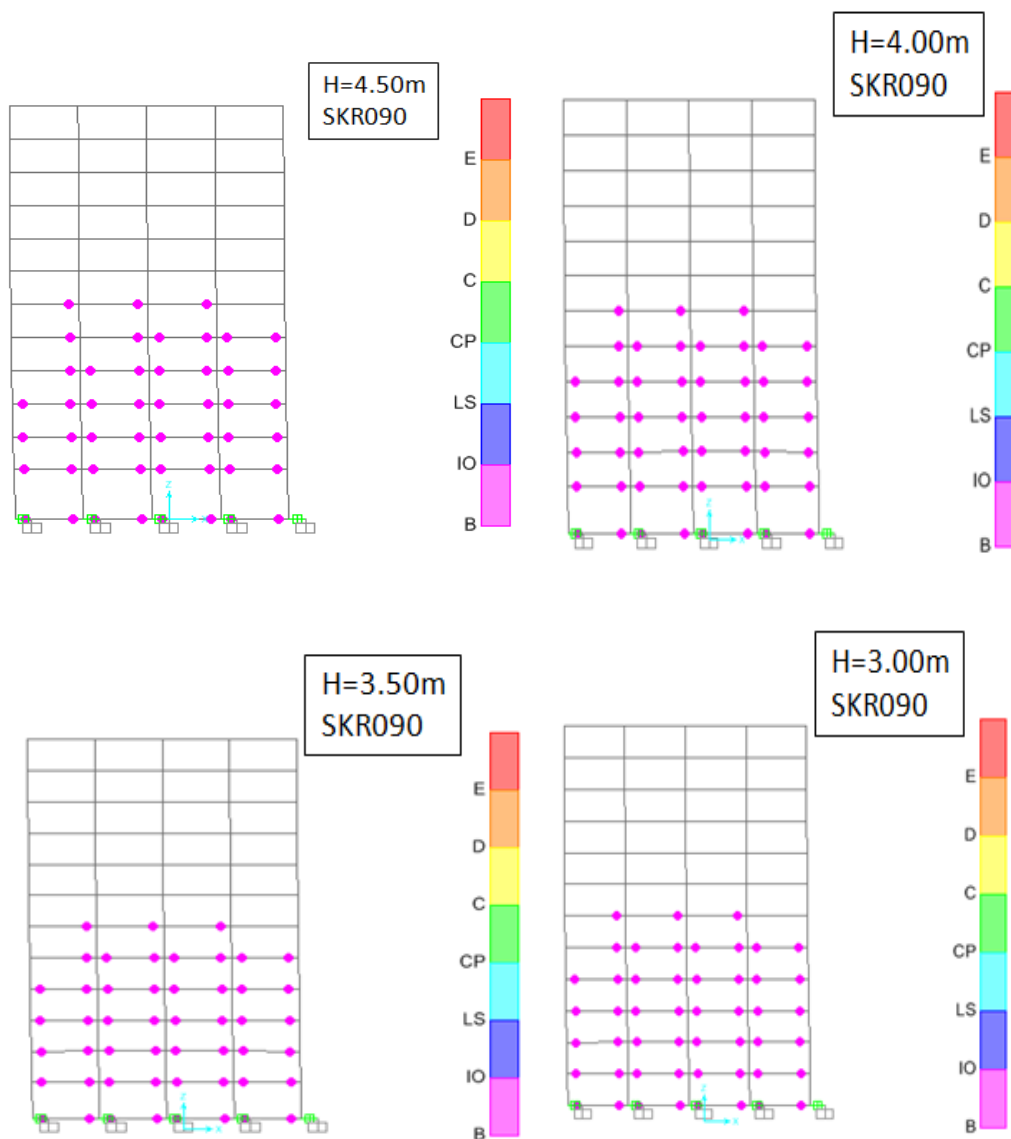 H=4.50m
SKR090
E
D
C
CP
LS
IO
B
Z
X
H=4.00m
SKR090
E
D
C
CP
LS
IO
B
Z
X
H=3.50m
SKR090
E
D
C
CP
LS
IO
B
Z
X
H=3.00m
SKR090
E
D
C
CP
LS
IO
B
Z
X